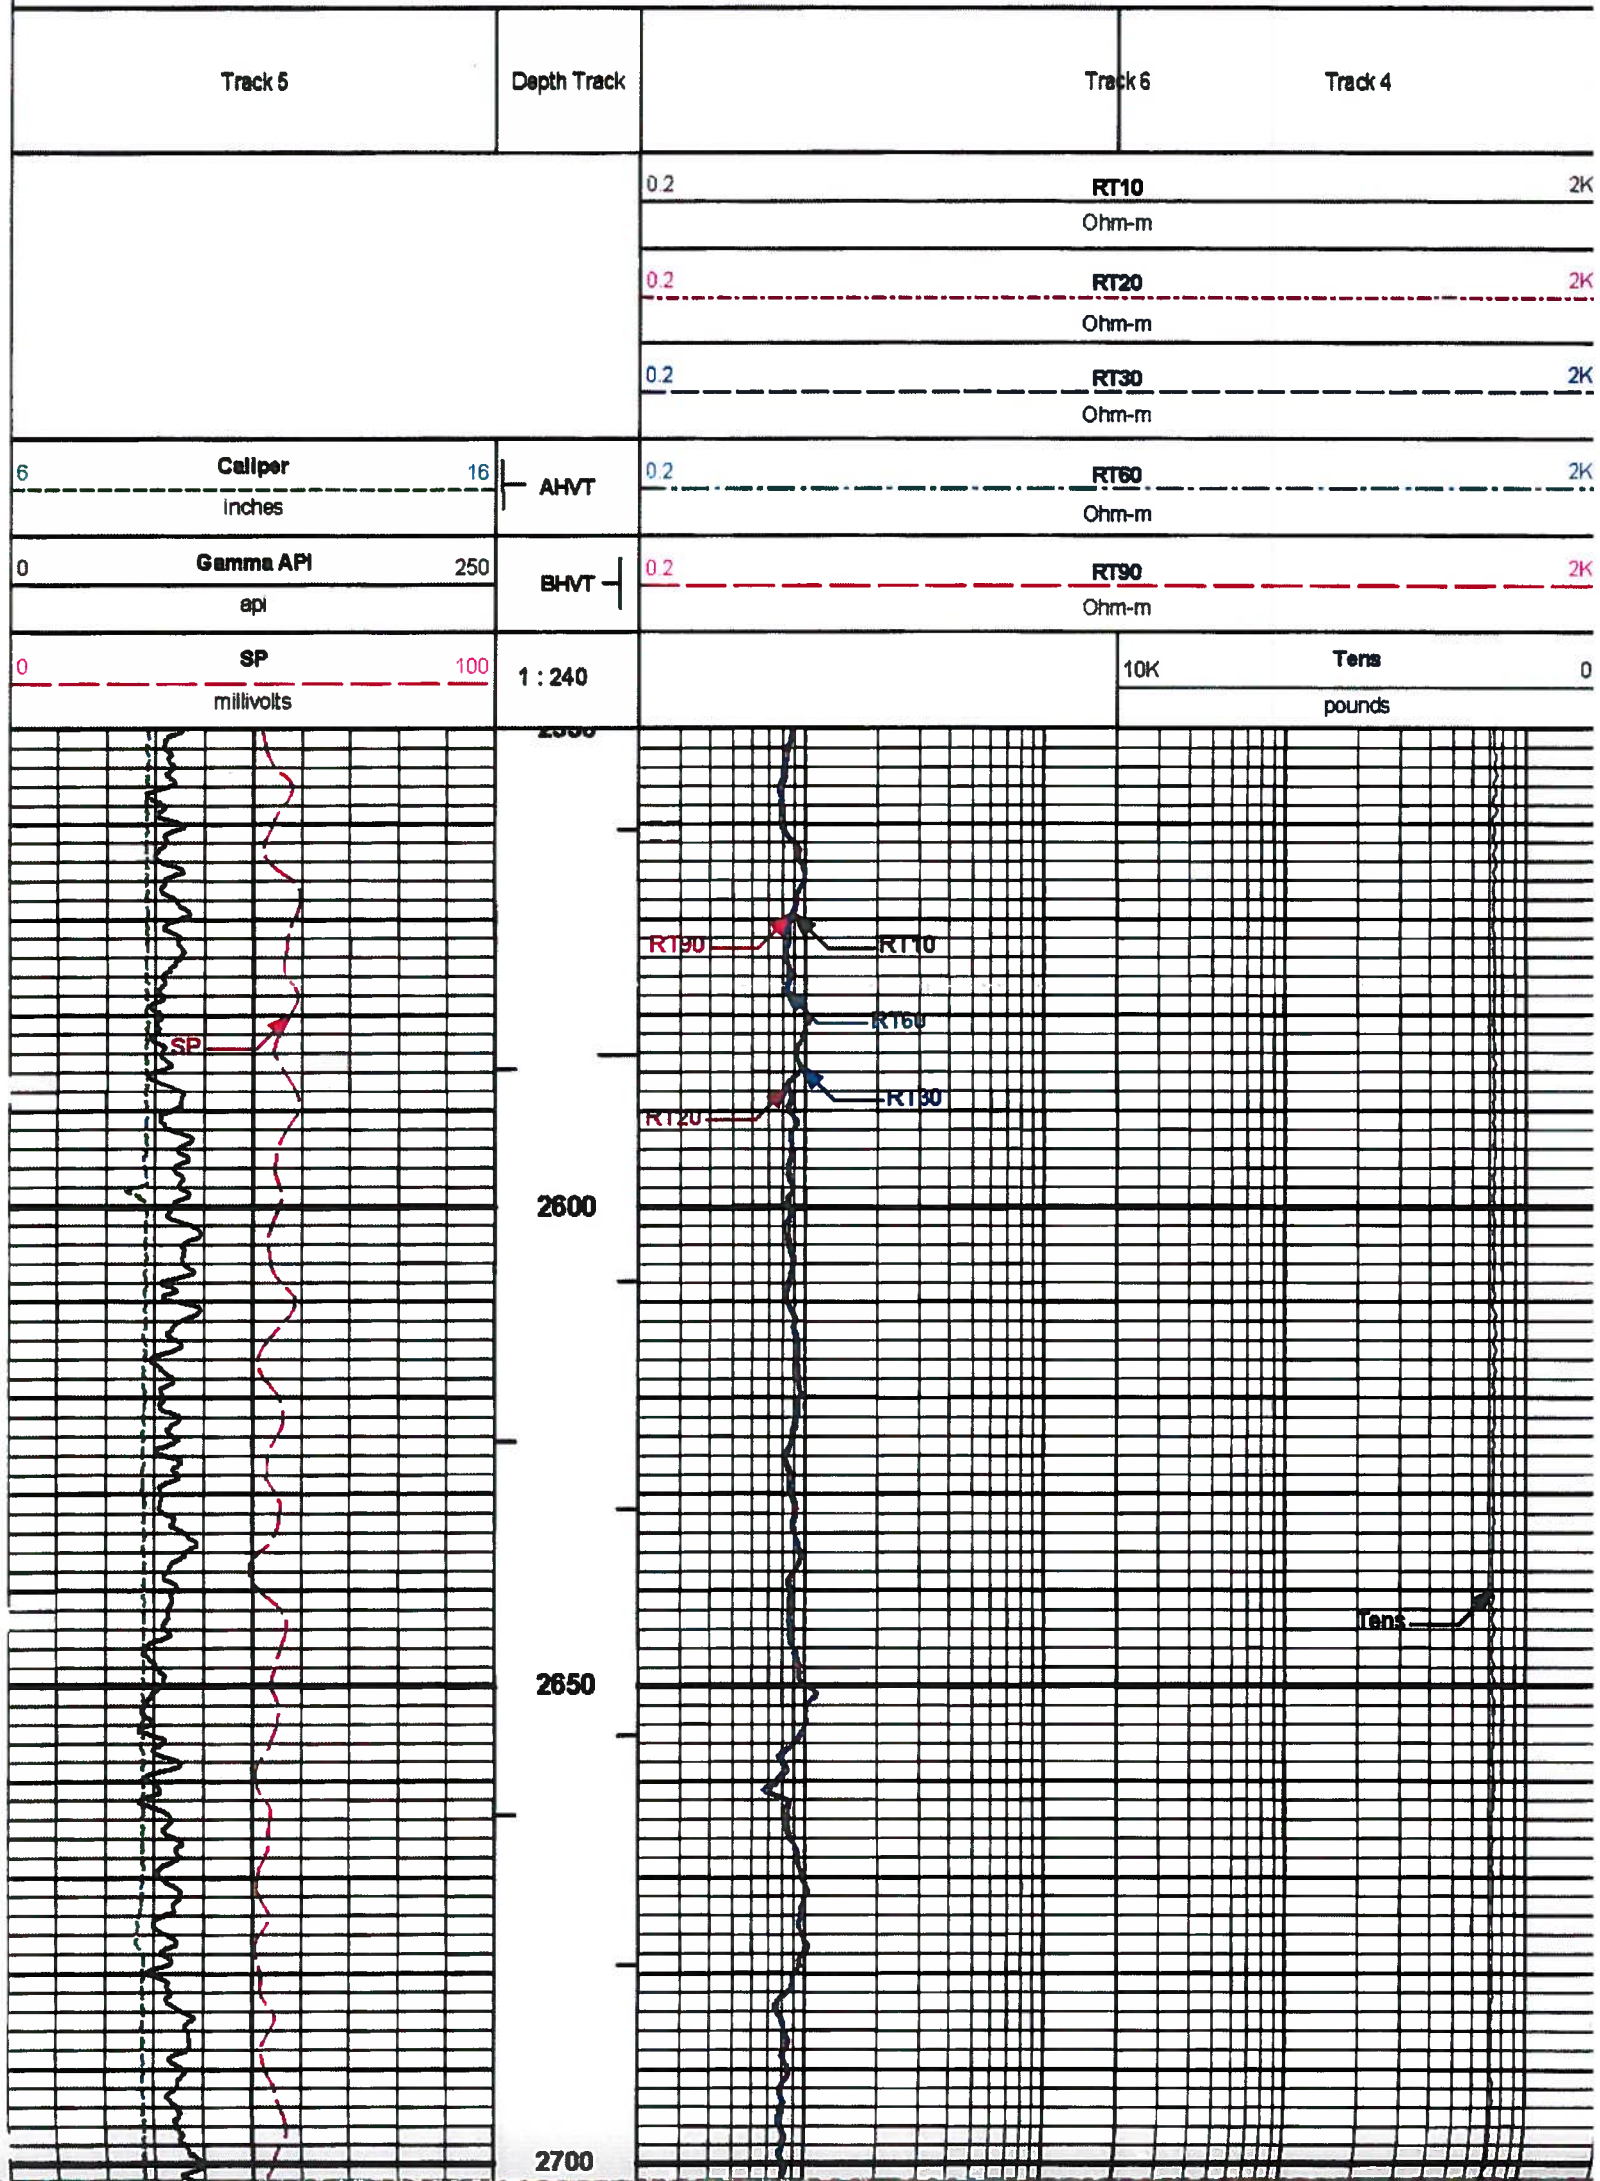 Track 5 Depth Track Track 6 Track 4
0.2 RT10 2K
Ohm-m
0.2 RT20 2K
Ohm-m
0.2 RT30 2K
Ohm-m
6 Caliper 16
inches
AHVT
0.2 RT60 2K
Ohm-m
0 Gamma API 250
api
BHVT
0.2 RT90 2K
Ohm-m
0 SP 100
millivolts
1 : 240
10K Tens 0
pounds
RT90
RT10
RT60
SP
RT30
RT20
2600
Tens
2650
2700